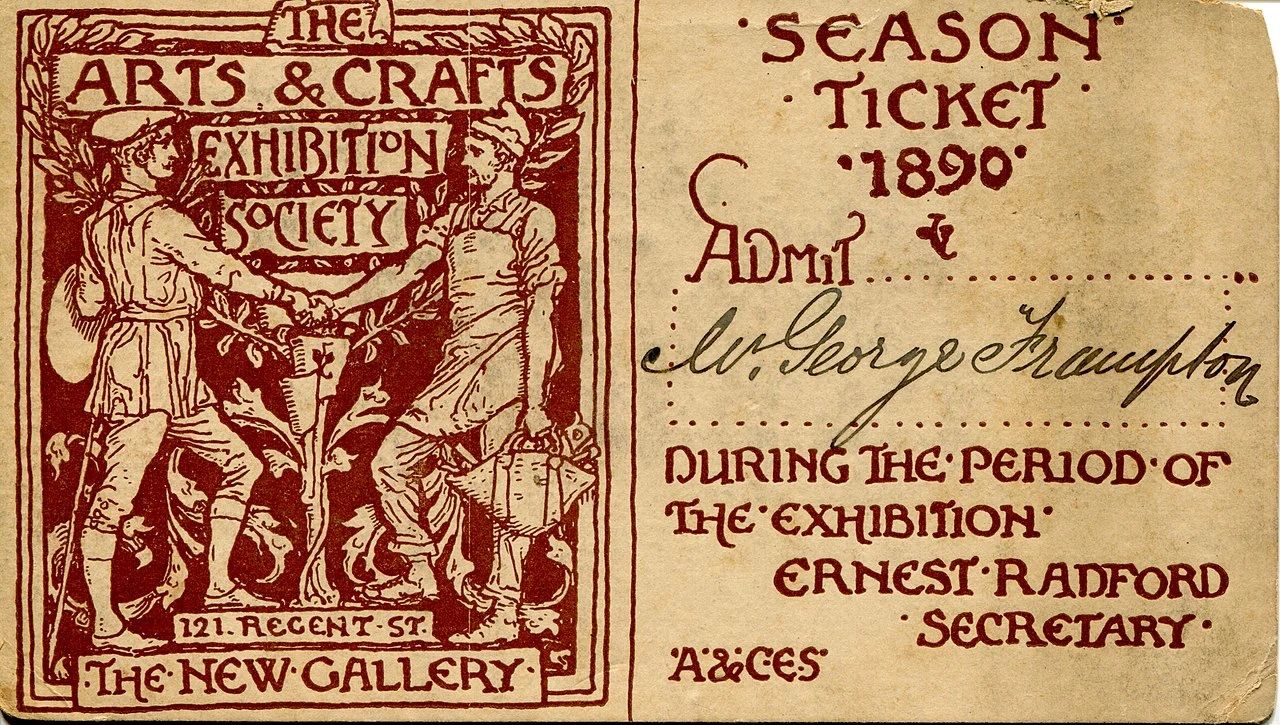 THE
ARTS & CRAFTS
EXHIBITION
SOCIETY
121. REGENT· ST.
·THE· NEW· GALLERY·
·SEASON·
·TICKET·
·1890·
ADMIT
Mr. George Frampton
DURING THE· PERIOD· OF
THE· EXHIBITION·
ERNEST· RADFORD
·SECRETARY·
·A·&·C·E·S·